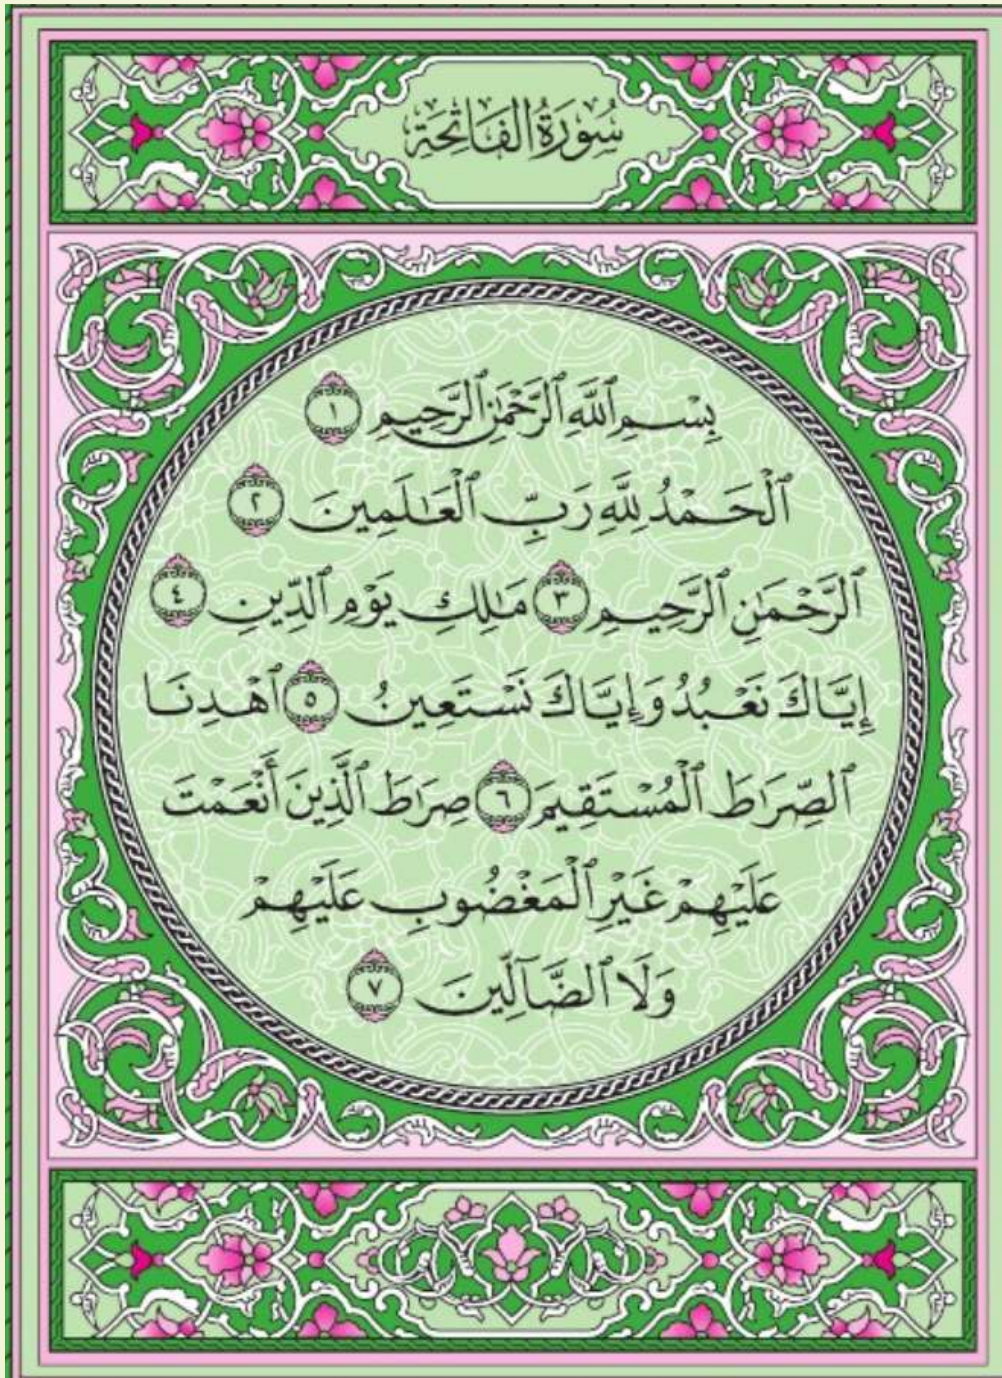 سُورَةُ الفَاتِحَةِ
بِسْمِ ٱللَّهِ ٱلرَّحْمَٰنِ ٱلرَّحِيمِ ١
ٱلْحَمْدُ لِلَّهِ رَبِّ ٱلْعَٰلَمِينَ ٢
ٱلرَّحْمَٰنِ ٱلرَّحِيمِ ٣ مَٰلِكِ يَوْمِ ٱلدِّينِ ٤
إِيَّاكَ نَعْبُدُ وَإِيَّاكَ نَسْتَعِينُ ٥ ٱهْدِنَا
ٱلصِّرَٰطَ ٱلْمُسْتَقِيمَ ٦ صِرَٰطَ ٱلَّذِينَ أَنْعَمْتَ
عَلَيْهِمْ غَيْرِ ٱلْمَغْضُوبِ عَلَيْهِمْ
وَلَا ٱلضَّآلِّينَ ٧